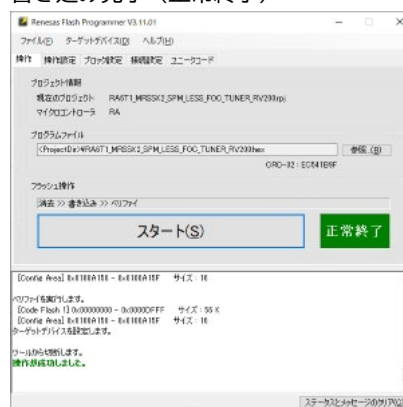 書き込み完了（正常終了）
Renesas Flash Programmer V3.11.01
ファイル(F) ターゲットデバイス(D) ヘルプ(H)
操作 操作設定 ブロック設定 接続設定 ユニークコード
プロジェクト情報
現在のプロジェクト: RA6T1_MRSSK2_SPM_LESS_FOC_TUNER_RV200.rpj
マイクロコントローラ: RA
プログラムファイル
<ProjectDir>¥RA6T1_MRSSK2_SPM_LESS_FOC_TUNER_RV200.hex
参照...(B)
フラッシュ操作
消去 >> 書き込み >> ベリファイ
スタート(S)
正常終了
[Config Area] 0x0100A150 - 0x0100A15F サイズ : 16
ベリファイを実行します。
[Code Flash 1] 0x00000000 - 0x0000DFFF サイズ : 56 K
[Config Area] 0x0100A150 - 0x0100A15F サイズ : 16
ターゲットデバイスを設定します。
ツールから切断します。
操作が成功しました。
ステータスとメッセージのクリア(C)